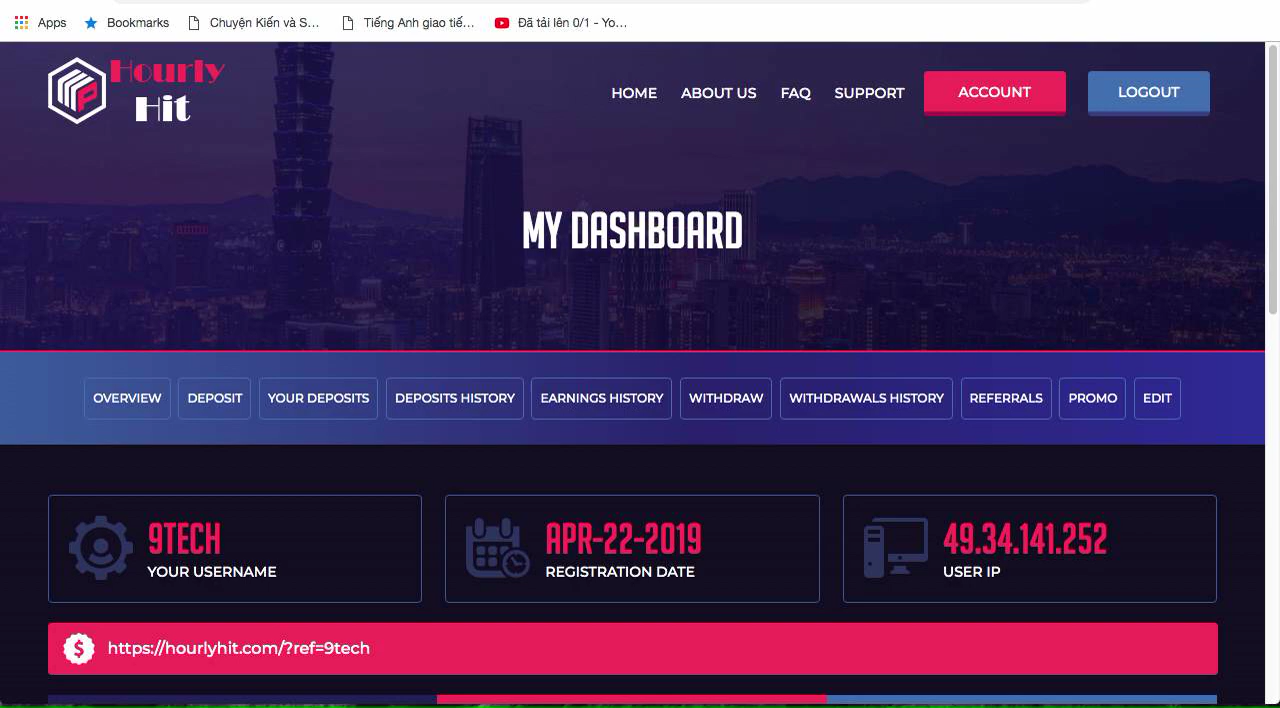 Apps
Bookmarks
Chuyện Kiến và S...
Tiếng Anh giao tiế...
Đã tải lên 0/1 - Yo...
Hourly
Hit
HOME
ABOUT US
FAQ
SUPPORT
ACCOUNT
LOGOUT
MY DASHBOARD
OVERVIEW
DEPOSIT
YOUR DEPOSITS
DEPOSITS HISTORY
EARNINGS HISTORY
WITHDRAW
WITHDRAWALS HISTORY
REFERRALS
PROMO
EDIT
9TECH
YOUR USERNAME
APR-22-2019
REGISTRATION DATE
49.34.141.252
USER IP
$
https://hourlyhit.com/?ref=9tech